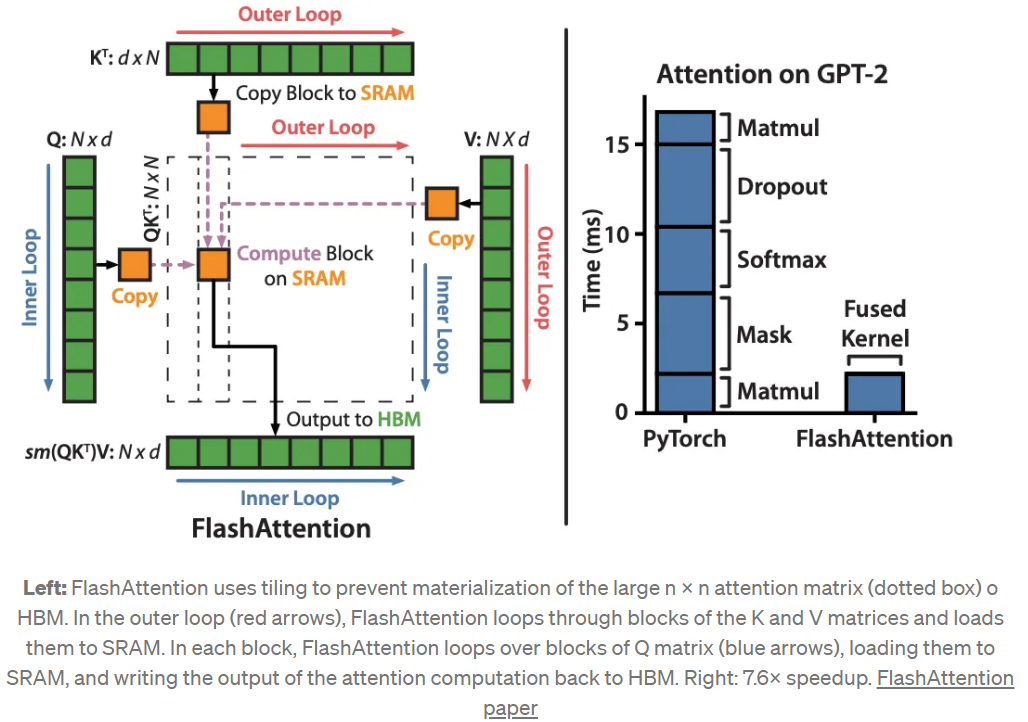 Outer Loop
Kᵀ: d x N
Copy Block to SRAM
Outer Loop
Q: N x d
V: N X d
QKᵀ: N x N
Copy
Compute Block
on SRAM
Copy
Inner Loop
Inner Loop
Outer Loop
Output to HBM
sm(QKᵀ)V: N x d
Inner Loop
FlashAttention
Attention on GPT-2
Time (ms)
15
10
5
0
Matmul
Dropout
Softmax
Mask
Matmul
Fused
Kernel
PyTorch
FlashAttention
Left: FlashAttention uses tiling to prevent materialization of the large n × n attention matrix (dotted box) o
HBM. In the outer loop (red arrows), FlashAttention loops through blocks of the K and V matrices and loads
them to SRAM. In each block, FlashAttention loops over blocks of Q matrix (blue arrows), loading them to
SRAM, and writing the output of the attention computation back to HBM. Right: 7.6× speedup. FlashAttention
paper